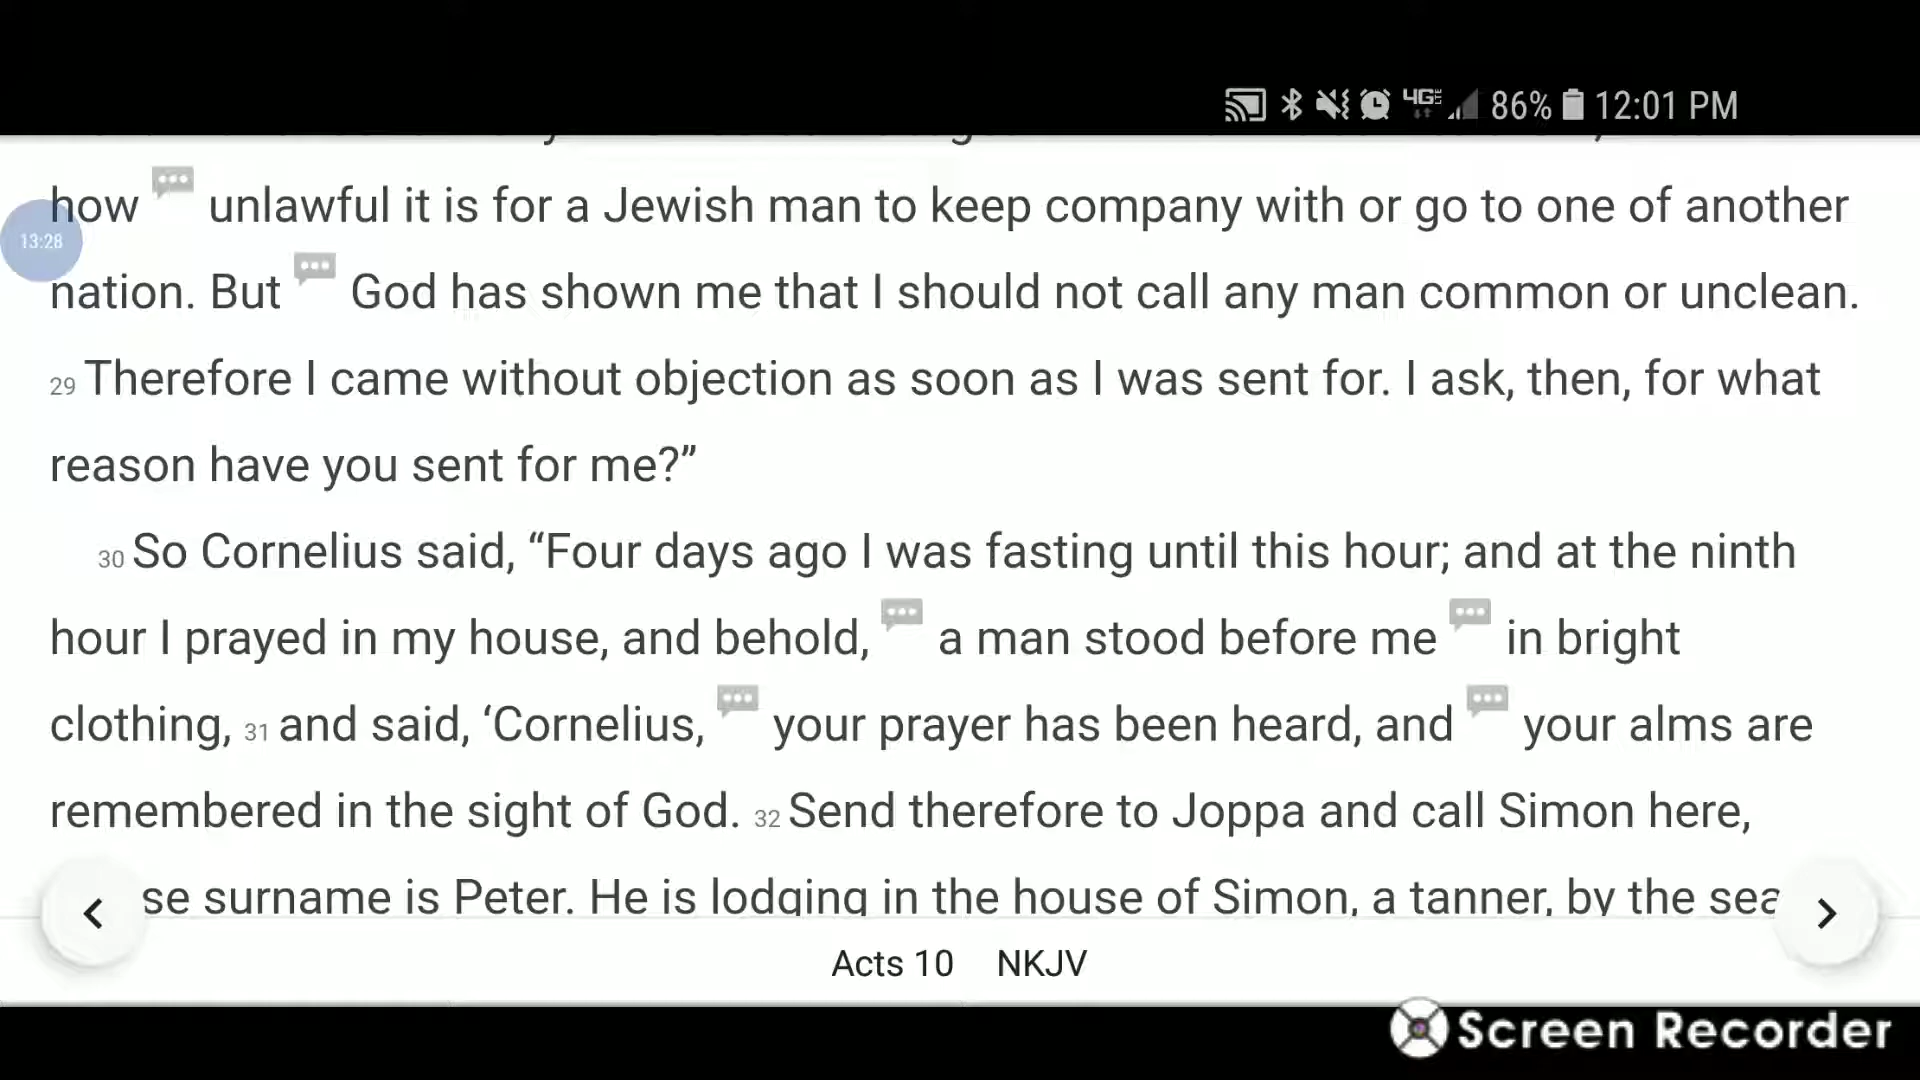 86% 12:01 PM
how unlawful it is for a Jewish man to keep company with or go to one of another
13:28
nation. But God has shown me that I should not call any man common or unclean.
29 Therefore I came without objection as soon as I was sent for. I ask, then, for what
reason have you sent for me?”
30 So Cornelius said, “Four days ago I was fasting until this hour; and at the ninth
hour I prayed in my house, and behold, a man stood before me in bright
clothing, 31 and said, ‘Cornelius, your prayer has been heard, and your alms are
remembered in the sight of God. 32 Send therefore to Joppa and call Simon here,
se surname is Peter. He is lodging in the house of Simon, a tanner, by the sea
Acts 10 NKJV
Screen Recorder